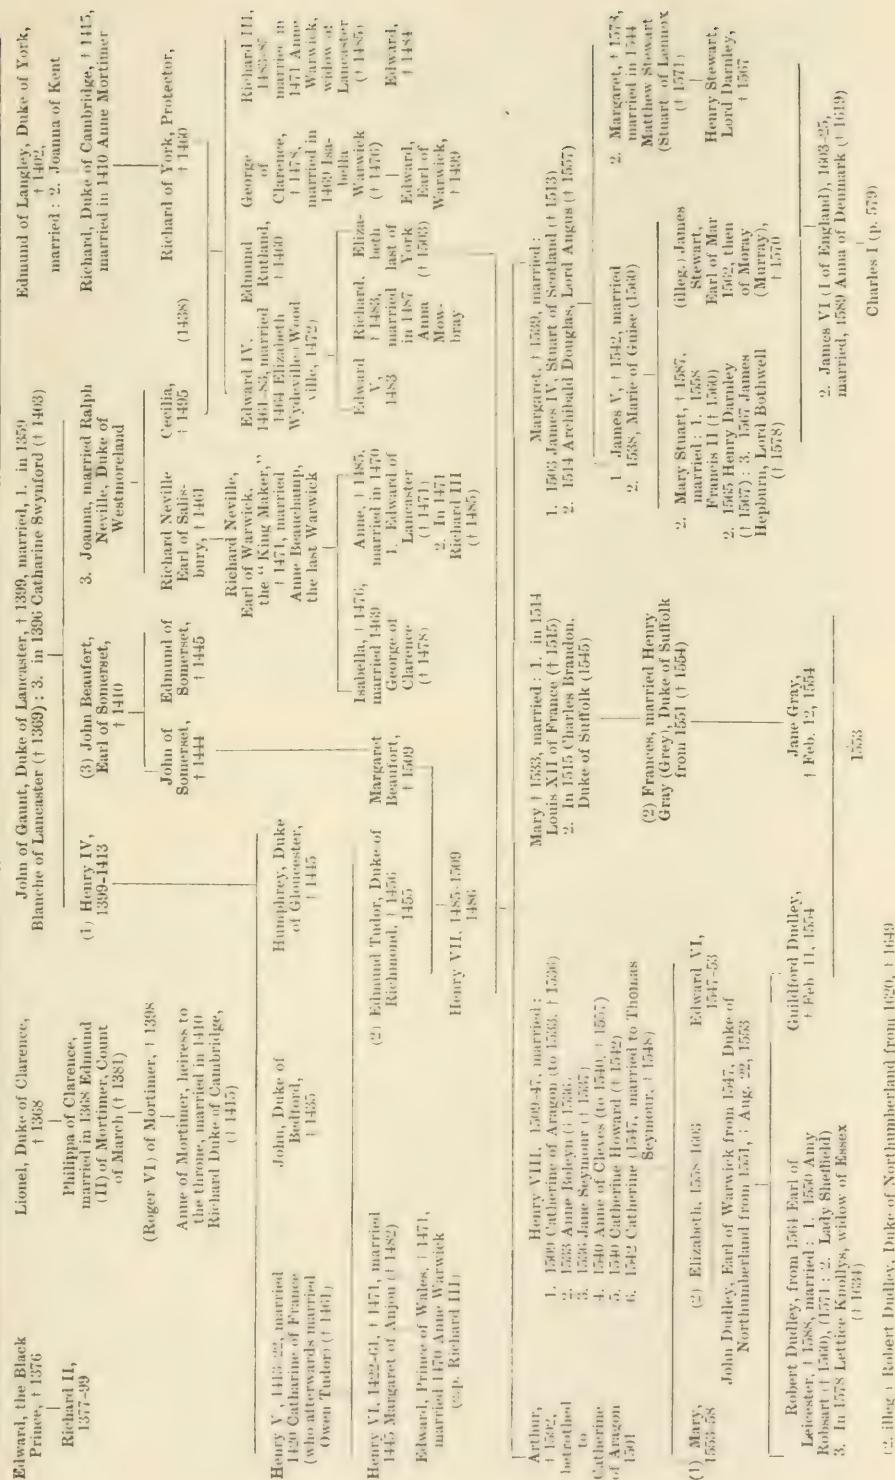 Edward, the Black
Prince, † 1376
Richard II,
1377-99
Lionel, Duke of Clarence,
† 1368
Philippa of Clarence,
married in 1368 Edmund
(II) of Mortimer, Count
of March († 1381)
(Roger VI) of Mortimer, † 1398
Anne of Mortimer, heiress to
the throne, married in 1410
Richard Duke of Cambridge,
(† 1415)
John of Gaunt, Duke of Lancaster, † 1399, married, 1. in 1359
Blanche of Lancaster († 1369) : 3. in 1396 Catharine Swynford († 1403)
(1) Henry IV,
1399-1413
(3) John Beaufert,
Earl of Somerset,
† 1410
3. Joanna, married Ralph
Neville, Duke of
Westmoreland
Edmund of Langley, Duke of York,
† 1402,
married : 2. Joanna of Kent
Richard, Duke of Cambridge, † 1415,
married in 1410 Anne Mortimer
John of
Somerset,
† 1444
Edmund of
Somerset,
† 1445
Richard Neville
Earl of Salis-
bury, † 1461
Cecilia,
† 1495
(1438)
Richard of York, Protector,
† 1460
Henry V, 1413-22, married
1420 Catharine of France
(who afterwards married
Owen Tudor) († 1461)
John, Duke of
Bedford,
† 1435
Humphrey, Duke
of Gloucester,
† 1445
Richard Neville,
Earl of Warwick,
the "King Maker,"
† 1471, married
Anne Beauchamp,
the last Warwick
Edward IV,
1461-83, married
1464 Elizabeth
Wydeville (Wood
ville, 1472)
Edmund
Rutland,
† 1460
George
of
Clarence,
† 1478,
married in
1469 Isa-
bella
Warwick
(† 1476)
Edward,
Earl of
Warwick,
† 1499
Richard III,
1483-85
married in
1471 Anne
Warwick,
widow of
Lancaster
(† 1485)
Edward,
† 1484
Henry VI, 1422-61, † 1471, married
1445 Margaret of Anjou († 1482)
Edward, Prince of Wales, † 1471,
married 1470 Anne Warwick
(s.p. Richard III)
(2) Edmund Tudor, Duke of
Richmond, † 1456
1455
Margaret
Beaufort,
† 1509
Isabella, † 1476,
married 1469
George of
Clarence
(† 1478)
Anne, † 1485,
married in 1470
1. Edward of
Lancaster
(† 1471)
2. In 1471
Richard III
(† 1485)
Edward
V,
1483
Richard,
† 1483,
married
in 1487
Anna
Mow-
bray
Eliza-
beth
last of
York
(† 1503)
Henry VII, 1485-1509
1486
Arthur,
† 1502,
betrothed
to
Catherine
of Aragon
1501
Henry VIII, 1509-47, married :
1. 1509 Catharine of Aragon (to 1533, † 1536)
2. 1533 Anne Boleyn († 1536)
3. 1536 Jane Seymour († 1537)
4. 1540 Anne of Cleves (to 1540, † 1557)
5. 1540 Catharine Howard († 1542)
6. 1542 Catherine (1547, married to Thomas
Seymour, † 1548)
Mary † 1533, married : 1. in 1514
Louis XII of France († 1515)
2. In 1515 Charles Brandon,
Duke of Suffolk (1545)
Margaret, † 1539, married :
1. 1503 James IV, Stuart of Scotland († 1513)
2. 1514 Archibald Douglas, Lord Angus († 1557)
(1) Mary,
1553-58
(2) Elizabeth, 1558-1603
Edward VI,
1547-53
(2) Frances, married Henry
Gray (Grey), Duke of Suffolk
from 1551 († 1554)
1 James V, † 1542, married
2. 1538, Marie of Guise (1560)
2. Margaret, † 1578,
married in 1544
Matthew Stewart
(Stuart of Lennox
(† 1571)
John Dudley, Earl of Warwick from 1547, Duke of
Northumberland from 1551, † Aug. 22, 1553
2. Mary Stuart, † 1587,
married : 1. 1558
Francis II († 1560)
2. 1565 Henry Darnley
(† 1567) : 3. 1567 James
Hepburn, Lord Bothwell
(† 1578)
(illeg.) James
Stewart,
Earl of Mar
1562, then
of Moray
(Murray),
† 1570
Henry Stewart,
Lord Darnley,
† 1567
Robert Dudley, from 1564 Earl of
Leicester, † 1588, married : 1. 1550 Amy
Robsart († 1560), (1571 : 2. Lady Sheffield)
3. In 1578 Lettice Knollys, widow of Essex
(† 1634)
Guildford Dudley,
† Feb. 11, 1554
Jane Gray,
† Feb. 12, 1554
1553
2. James VI (I of England), 1603-25,
married, 1589 Anna of Denmark († 1619)
Charles I (p. 579)
(2. illeg.) Robert Dudley, Duke of Northumberland from 1620, † 1649